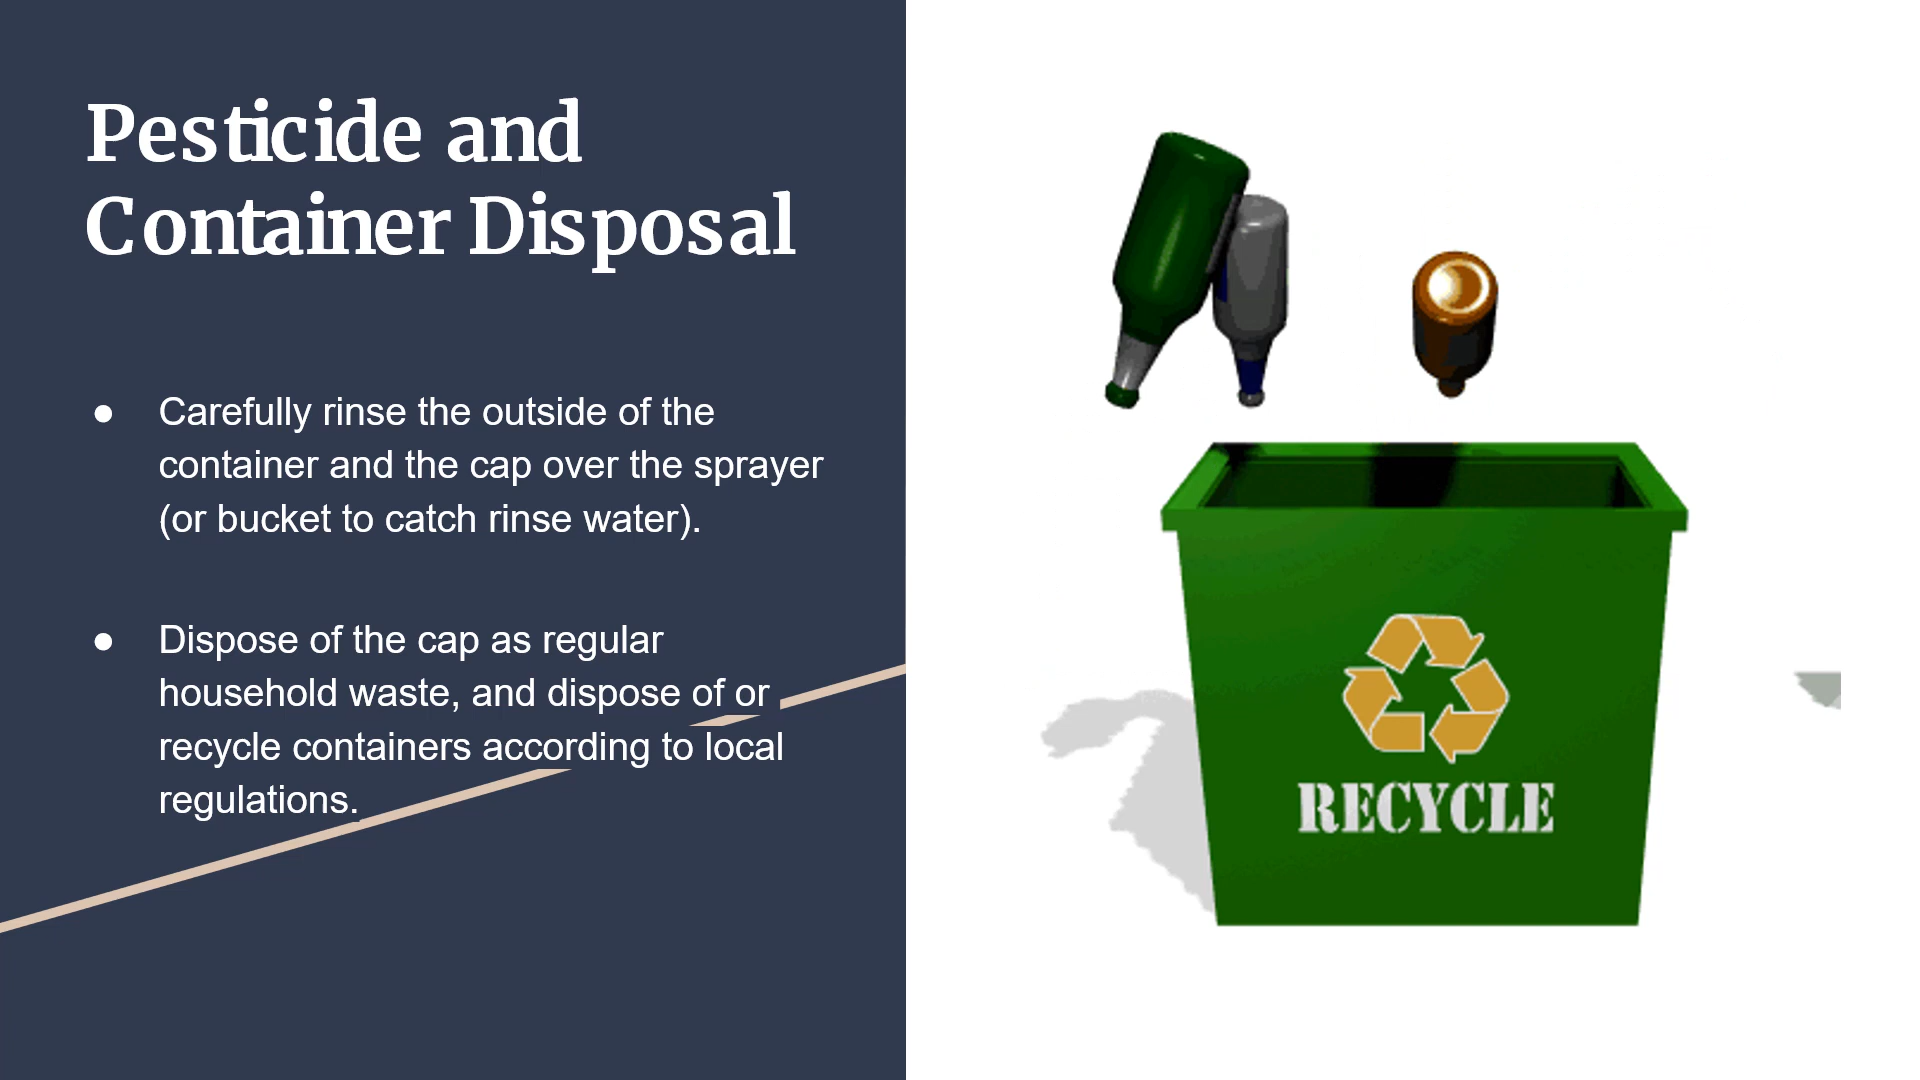 Pesticide and
Container Disposal
● Carefully rinse the outside of the
container and the cap over the sprayer
(or bucket to catch rinse water).
● Dispose of the cap as regular
household waste, and dispose of or
recycle containers according to local
regulations.
RECYCLE